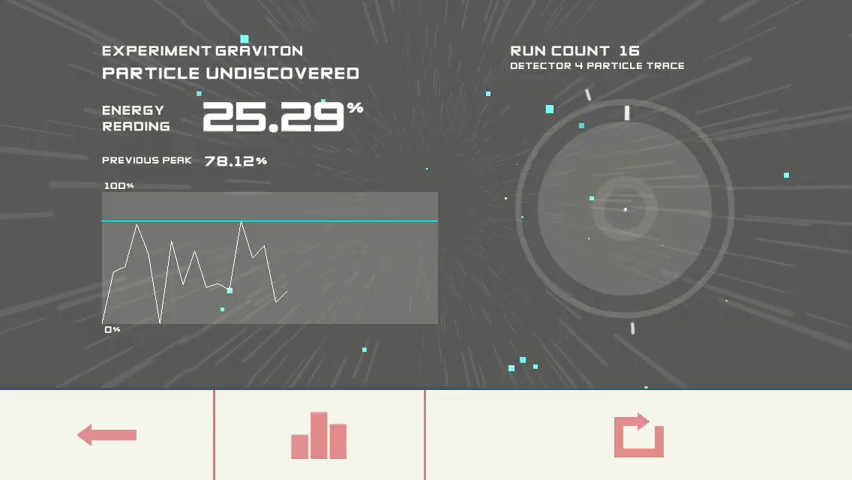 EXPERIMENT GRAVITON
PARTICLE UNDISCOVERED
ENERGY
READING
25.29%
PREVIOUS PEAK 78.12%
100%
0%
RUN COUNT 16
DETECTOR 4 PARTICLE TRACE